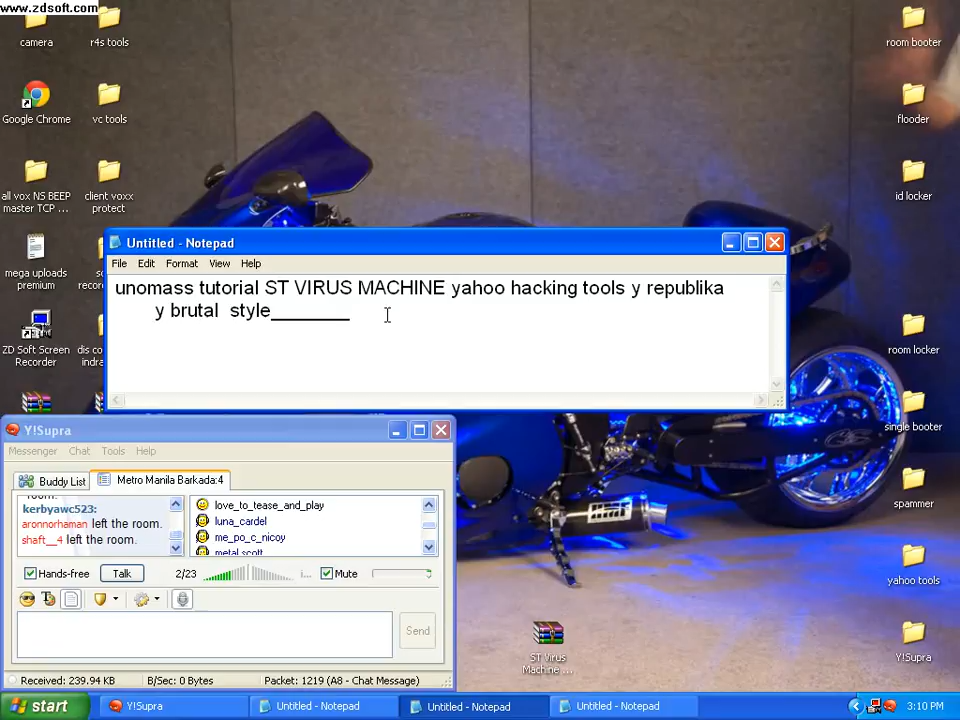 www.zdsoft.com
camera
r4s tools
room booter
Google Chrome
vc tools
flooder
all vox NS BEEP
master TCP ...
client voxx
protect
id locker
mega uploads
premium
ZD Soft Screen
Recorder
room locker
single booter
spammer
yahoo tools
Y!Supra
ST Virus
Machine ...
Untitled - Notepad
File Edit Format View Help
unomass tutorial ST VIRUS MACHINE yahoo hacking tools y republika
y brutal style________
Y!Supra
Messenger Chat Tools Help
Buddy List
Metro Manila Barkada:4
room.
kerbyawc523:
aronnorhaman left the room.
shaft__4 left the room.
love_to_tease_and_play
luna_cardel
me_po_c_nicoy
metal.scott
Hands-free
Talk
2/23
i...
Mute
Send
Received: 239.94 KB
B/Sec: 0 Bytes
Packet: 1219 (A8 - Chat Message)
start
Y!Supra
Untitled - Notepad
Untitled - Notepad
Untitled - Notepad
3:10 PM